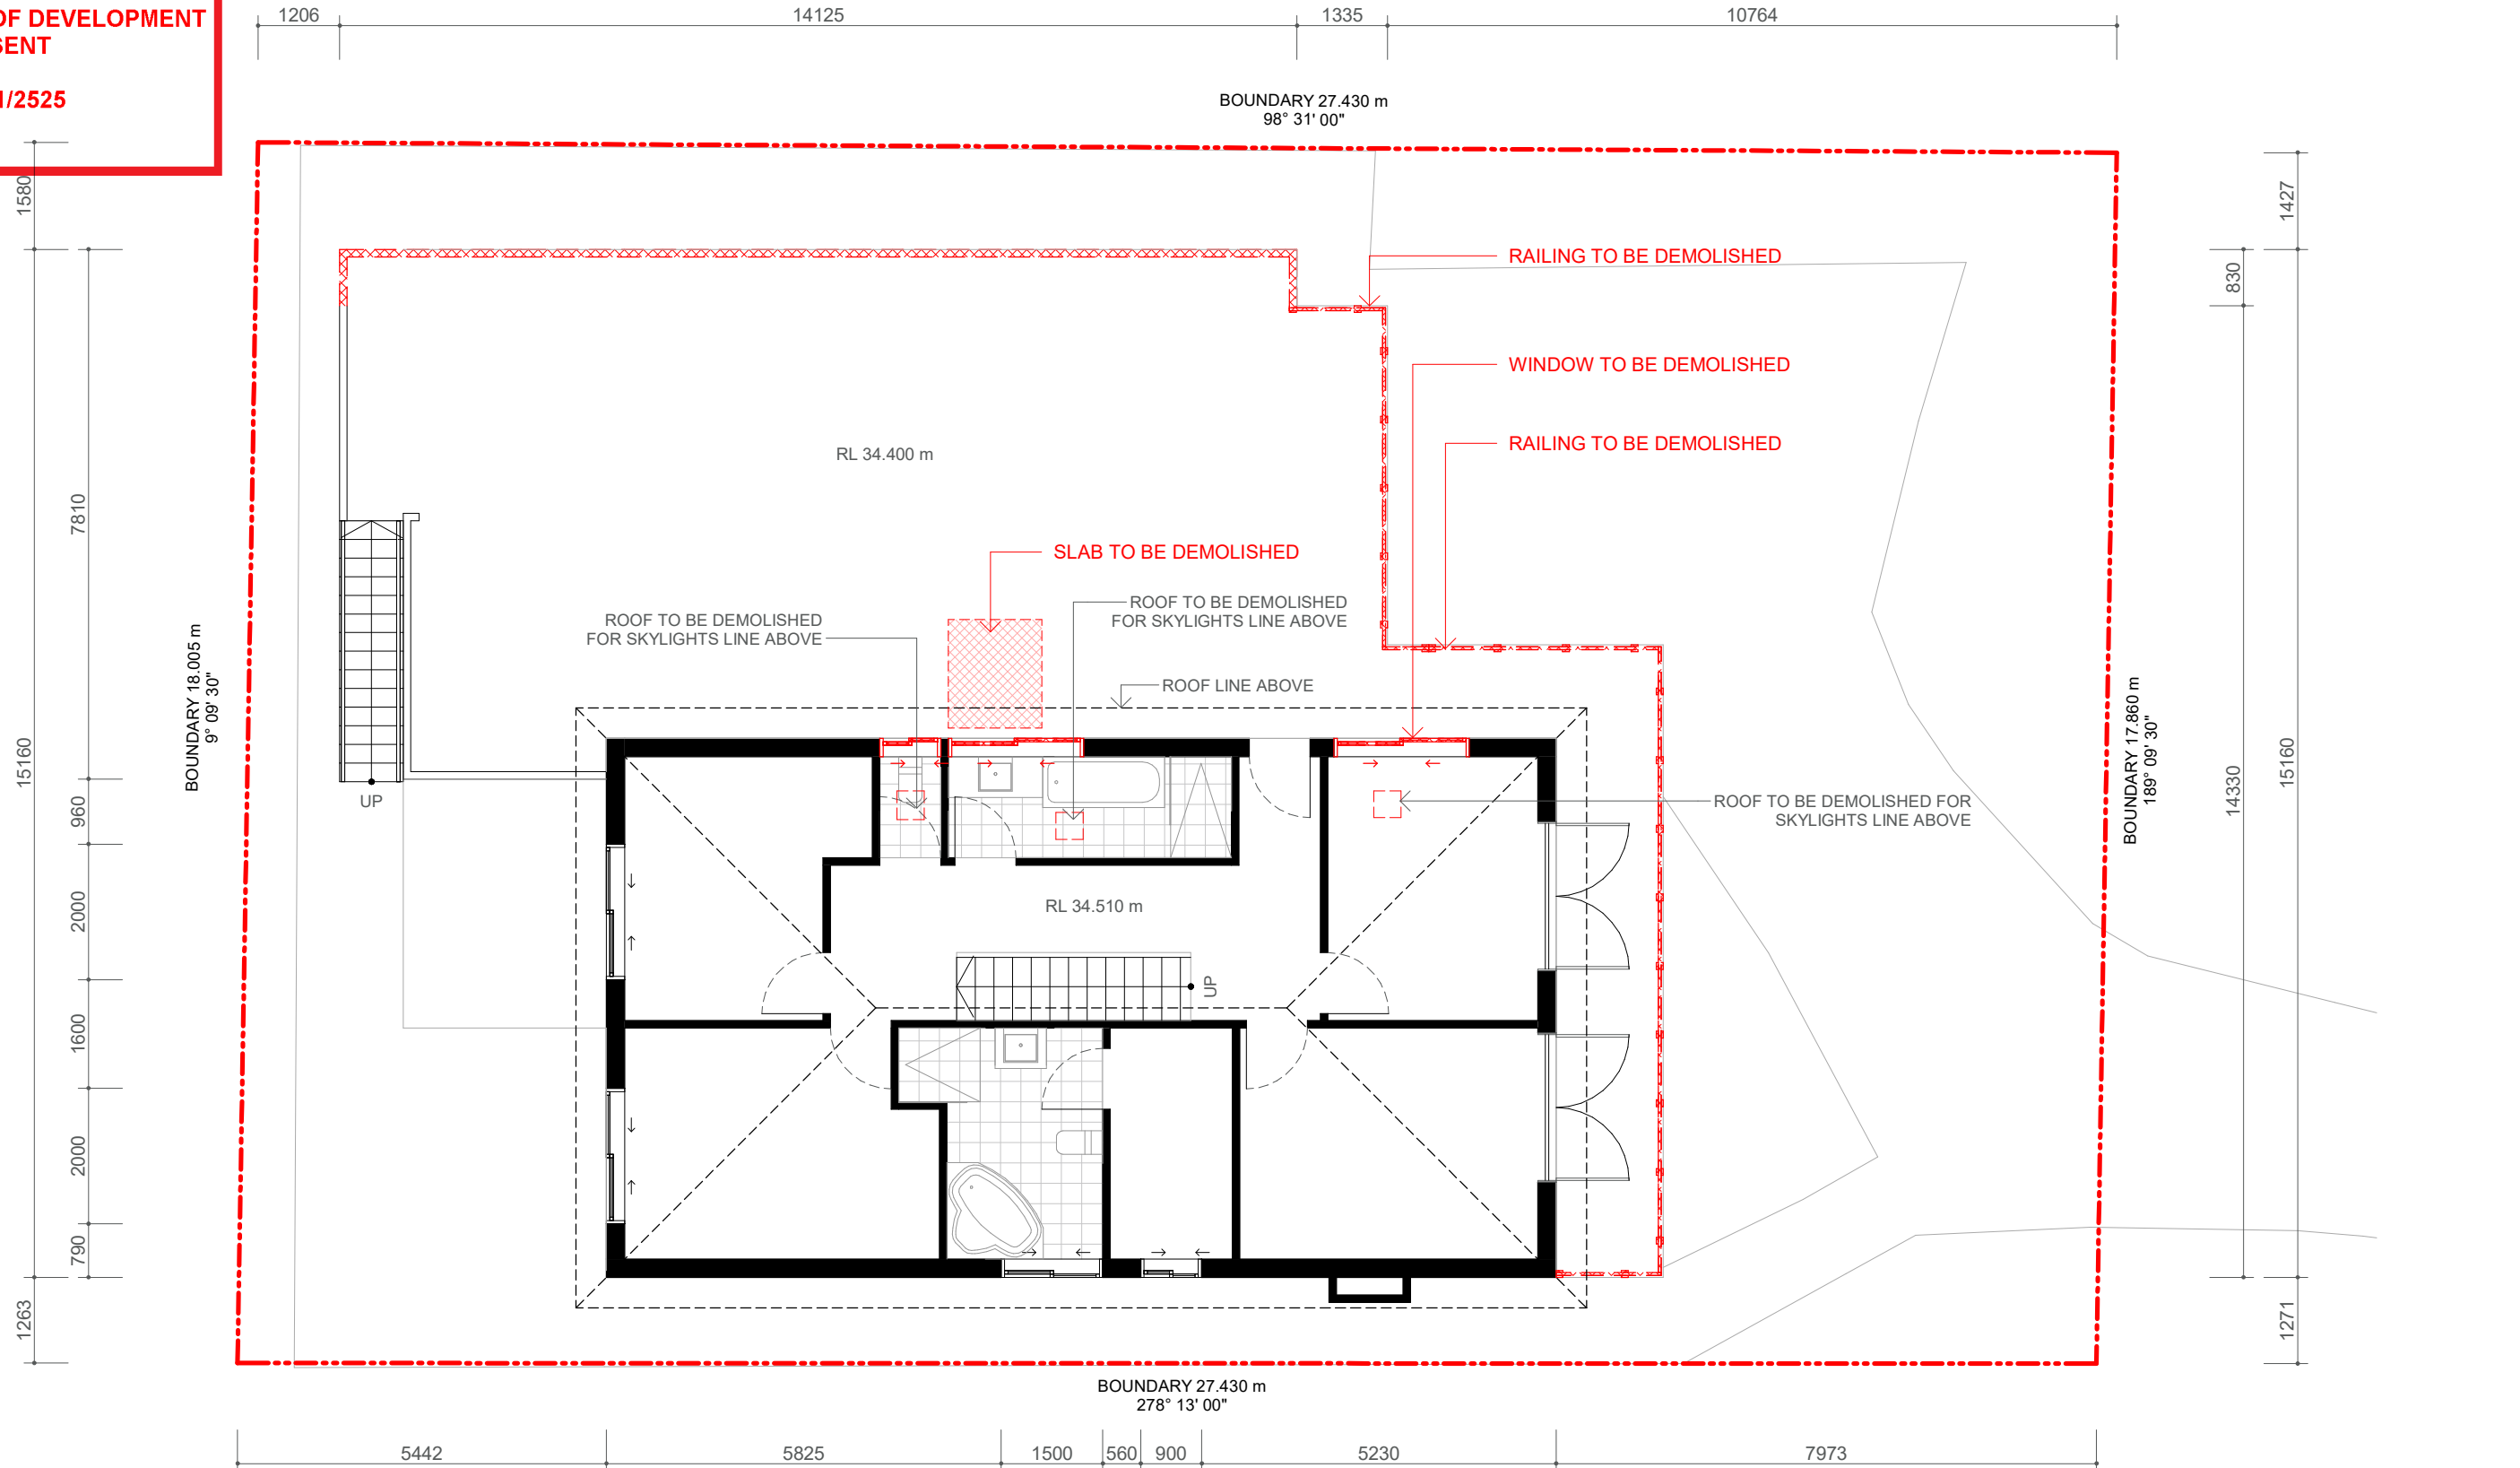 OF DEVELOPMENT
/2525
1206
14125
1335
10764
BOUNDARY 27.430 m
98° 31' 00"
1580
1427
RAILING TO BE DEMOLISHED
830
WINDOW TO BE DEMOLISHED
RAILING TO BE DEMOLISHED
RL 34.400 m
7810
SLAB TO BE DEMOLISHED
ROOF TO BE DEMOLISHED
FOR SKYLIGHTS LINE ABOVE
ROOF TO BE DEMOLISHED
FOR SKYLIGHTS LINE ABOVE
ROOF LINE ABOVE
BOUNDARY 18.005 m
9° 09' 30"
BOUNDARY 17.860 m
189° 09' 30"
15160
UP
960
ROOF TO BE DEMOLISHED FOR
SKYLIGHTS LINE ABOVE
14330
15160
2000
RL 34.510 m
UP
1600
2000
790
1263
1271
BOUNDARY 27.430 m
278° 13' 00"
5442
5825
1500
560
900
5230
7973